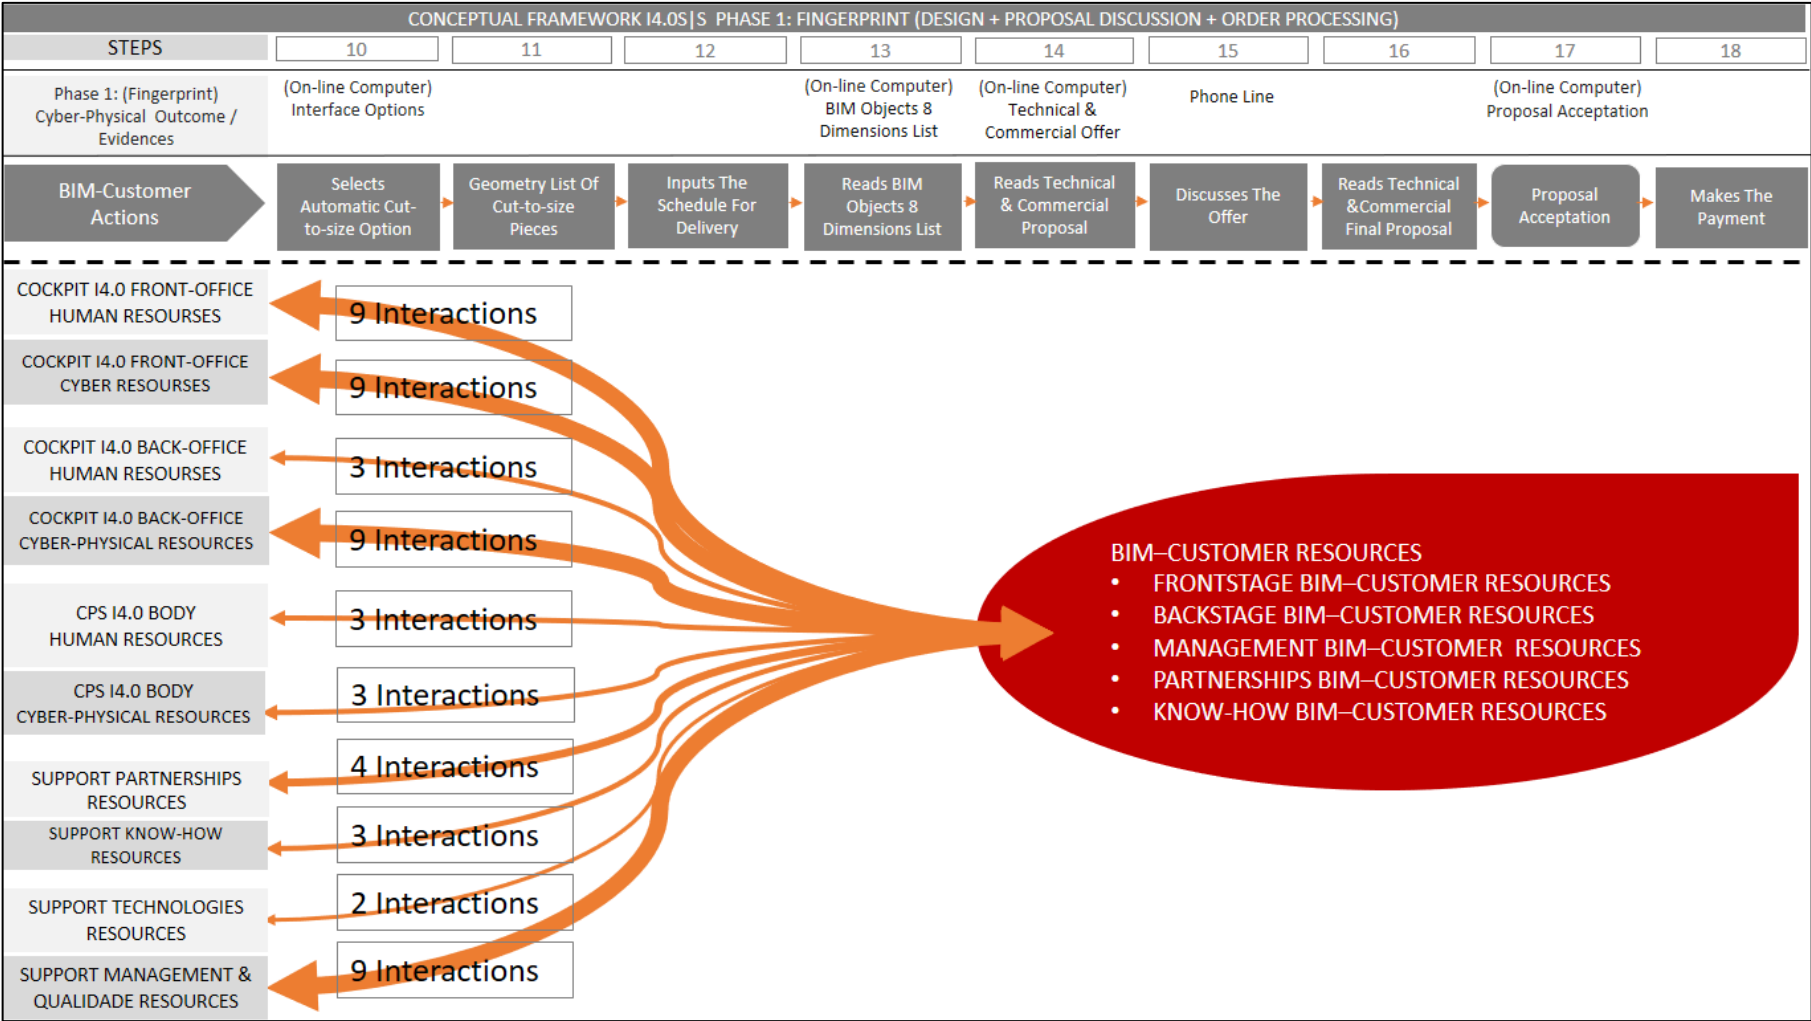 CONCEPTUAL FRAMEWORK I4.0S|S  PHASE 1: FINGERPRINT (DESIGN + PROPOSAL DISCUSSION + ORDER PROCESSING)
STEPS
10
11
12
13
14
15
16
17
18
Phase 1: (Fingerprint)
Cyber-Physical  Outcome /
Evidences
(On-line Computer)
Interface Options
(On-line Computer)
BIM Objects 8
Dimensions List
(On-line Computer)
Technical &
Commercial Offer
Phone Line
(On-line Computer)
Proposal Acceptation
BIM-Customer
Actions
Selects
Automatic Cut-
to-size Option
Geometry List Of
Cut-to-size
Pieces
Inputs The
Schedule For
Delivery
Reads BIM
Objects 8
Dimensions List
Reads Technical
& Commercial
Proposal
Discusses The
Offer
Reads Technical
&Commercial
Final Proposal
Proposal
Acceptation
Makes The
Payment
COCKPIT I4.0 FRONT-OFFICE
HUMAN RESOURSES
9 Interactions
COCKPIT I4.0 FRONT-OFFICE
CYBER RESOURSES
9 Interactions
COCKPIT I4.0 BACK-OFFICE
HUMAN RESOURSES
3 Interactions
COCKPIT I4.0 BACK-OFFICE
CYBER-PHYSICAL RESOURCES
9 Interactions
CPS I4.0 BODY
HUMAN RESOURCES
3 Interactions
CPS I4.0 BODY
CYBER-PHYSICAL RESOURCES
3 Interactions
SUPPORT PARTNERSHIPS
RESOURCES
4 Interactions
SUPPORT KNOW-HOW
RESOURCES
3 Interactions
SUPPORT TECHNOLOGIES
RESOURCES
2 Interactions
SUPPORT MANAGEMENT &
QUALIDADE RESOURCES
9 Interactions
BIM–CUSTOMER RESOURCES
• FRONTSTAGE BIM–CUSTOMER RESOURCES
• BACKSTAGE BIM–CUSTOMER RESOURCES
• MANAGEMENT BIM–CUSTOMER  RESOURCES
• PARTNERSHIPS BIM–CUSTOMER RESOURCES
• KNOW-HOW BIM–CUSTOMER RESOURCES